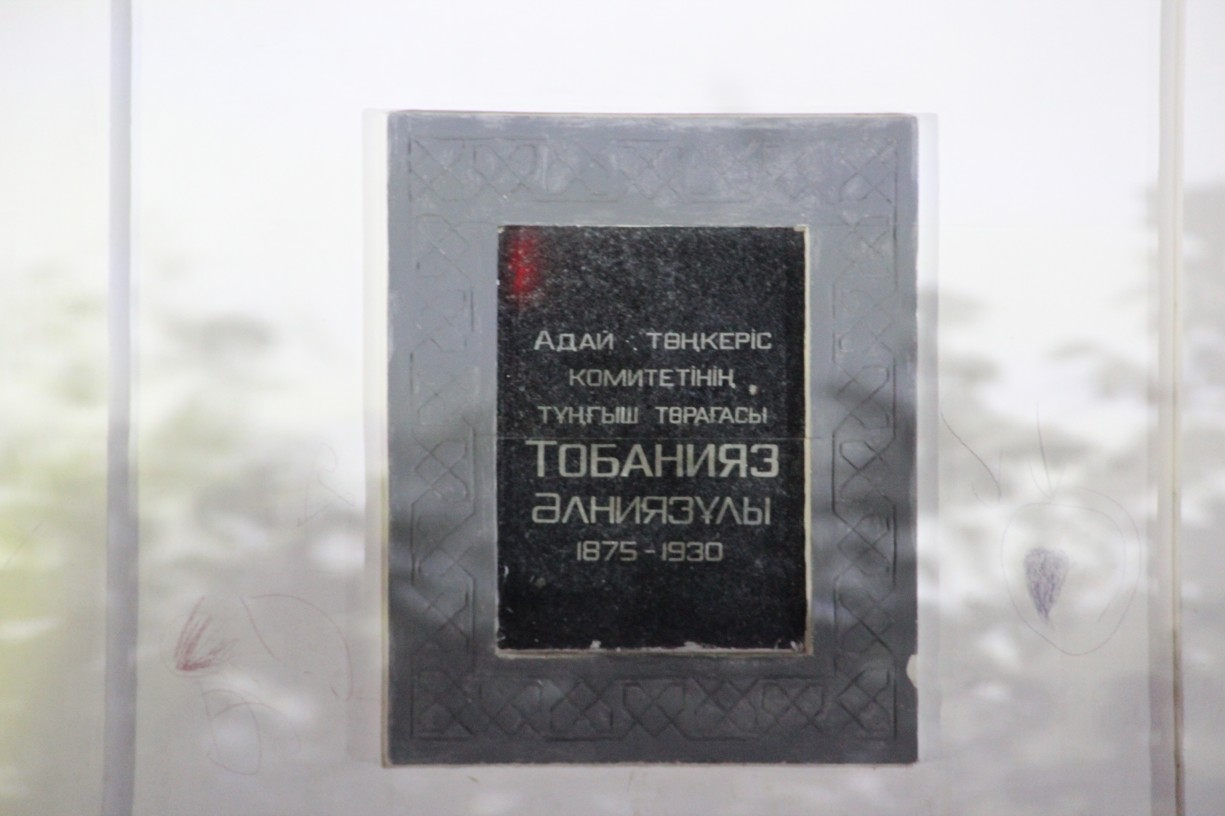 Адай төңкеріс
комитетінің
тұңғыш төрағасы
Тобанияз
Әлниязұлы
1875 - 1930